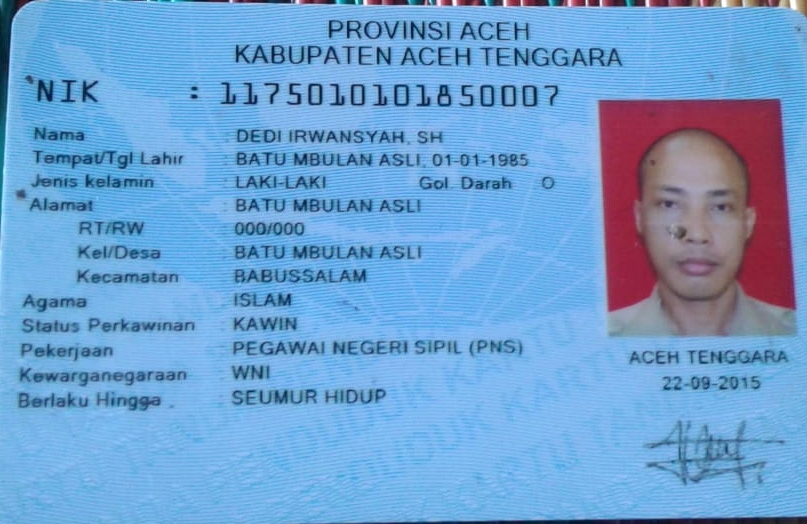 PROVINSI ACEH
KABUPATEN ACEH TENGGARA
NIK : 1175010101850007
Nama : DEDI IRWANSYAH, SH
Tempat/Tgl Lahir : BATU MBULAN ASLI, 01-01-1985
Jenis kelamin : LAKI-LAKI Gol. Darah O
Alamat : BATU MBULAN ASLI
RT/RW : 000/000
Kel/Desa : BATU MBULAN ASLI
Kecamatan : BABUSSALAM
Agama : ISLAM
Status Perkawinan : KAWIN
Pekerjaan : PEGAWAI NEGERI SIPIL (PNS)
Kewarganegaraan : WNI
Berlaku Hingga : SEUMUR HIDUP
ACEH TENGGARA
22-09-2015